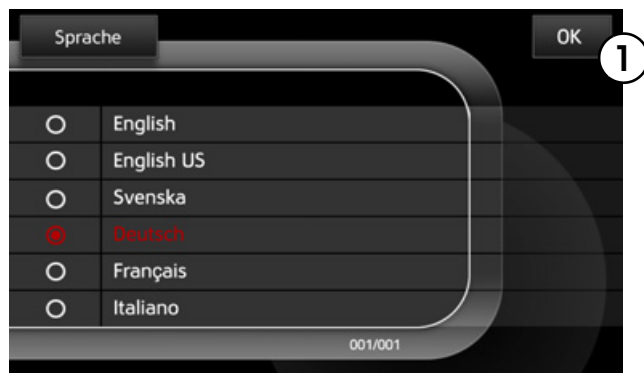 Sprache
OK
1
English
English US
Svenska
Deutsch
Français
Italiano
001/001